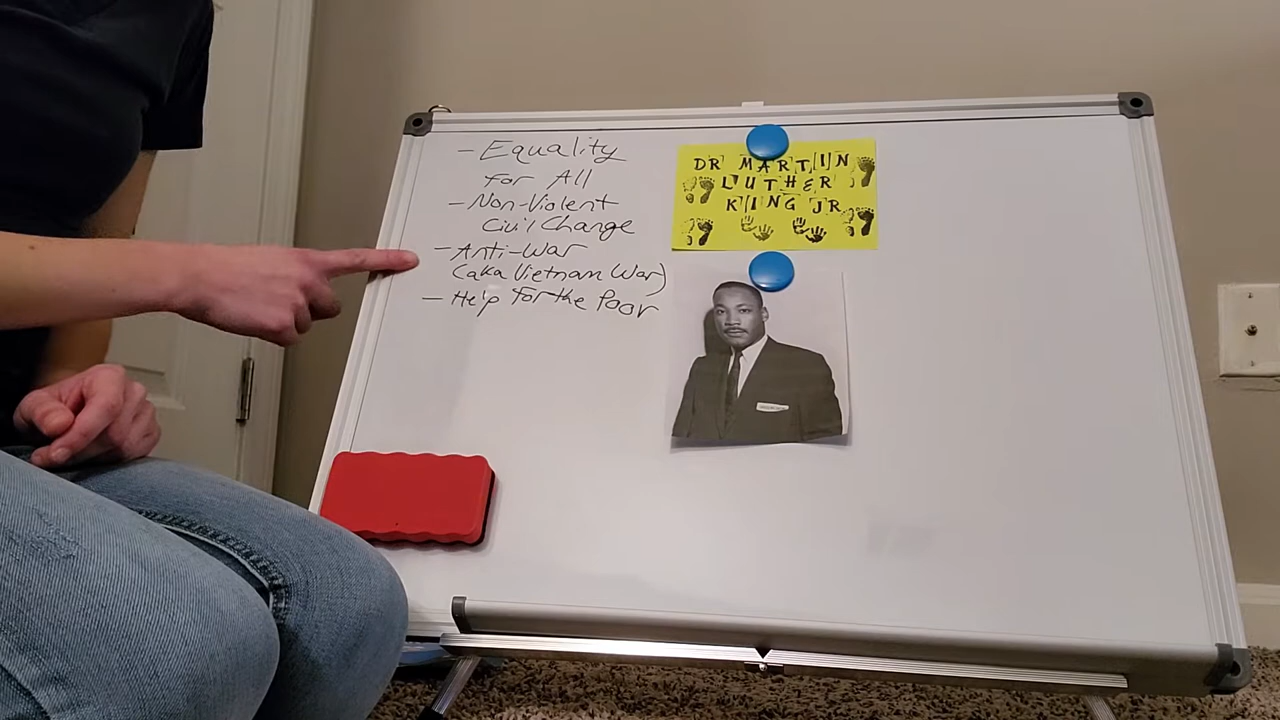 - Equality
for All
- Non-Violent
Civil Change
- Anti-War
(aka Vietnam War)
- Help for the Poor
DR MARTIN
LUTHER
KING JR